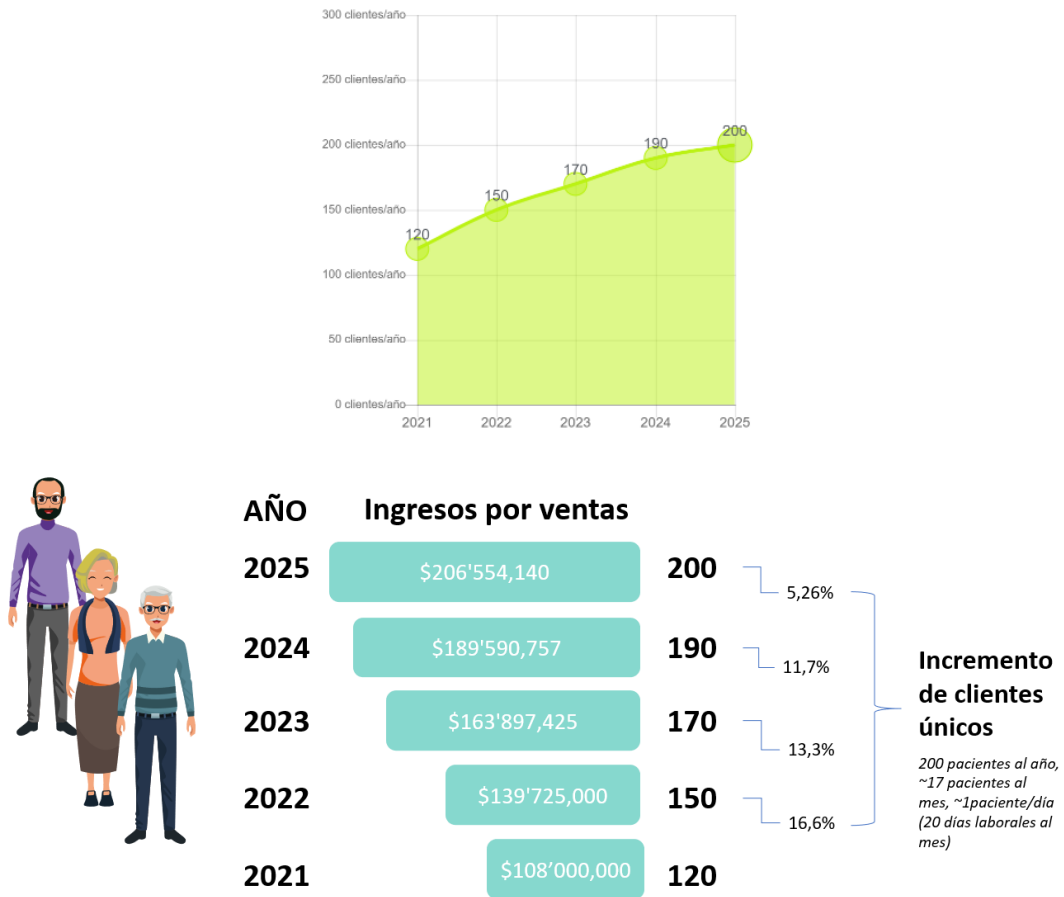 300 clientes/año
250 clientes/año
200 clientes/año
150 clientes/año
100 clientes/año
50 clientes/año
0 clientes/año
120
150
170
190
200
2021
2022
2023
2024
2025
AÑO
Ingresos por ventas
2025
$206'554,140
200
5,26%
2024
$189'590,757
190
11,7%
2023
$163'897,425
170
13,3%
2022
$139'725,000
150
16,6%
2021
$108’000,000
120
Incremento
de clientes
únicos
200 pacientes al año,
~17 pacientes al
mes, ~1paciente/día
(20 días laborales al
mes)